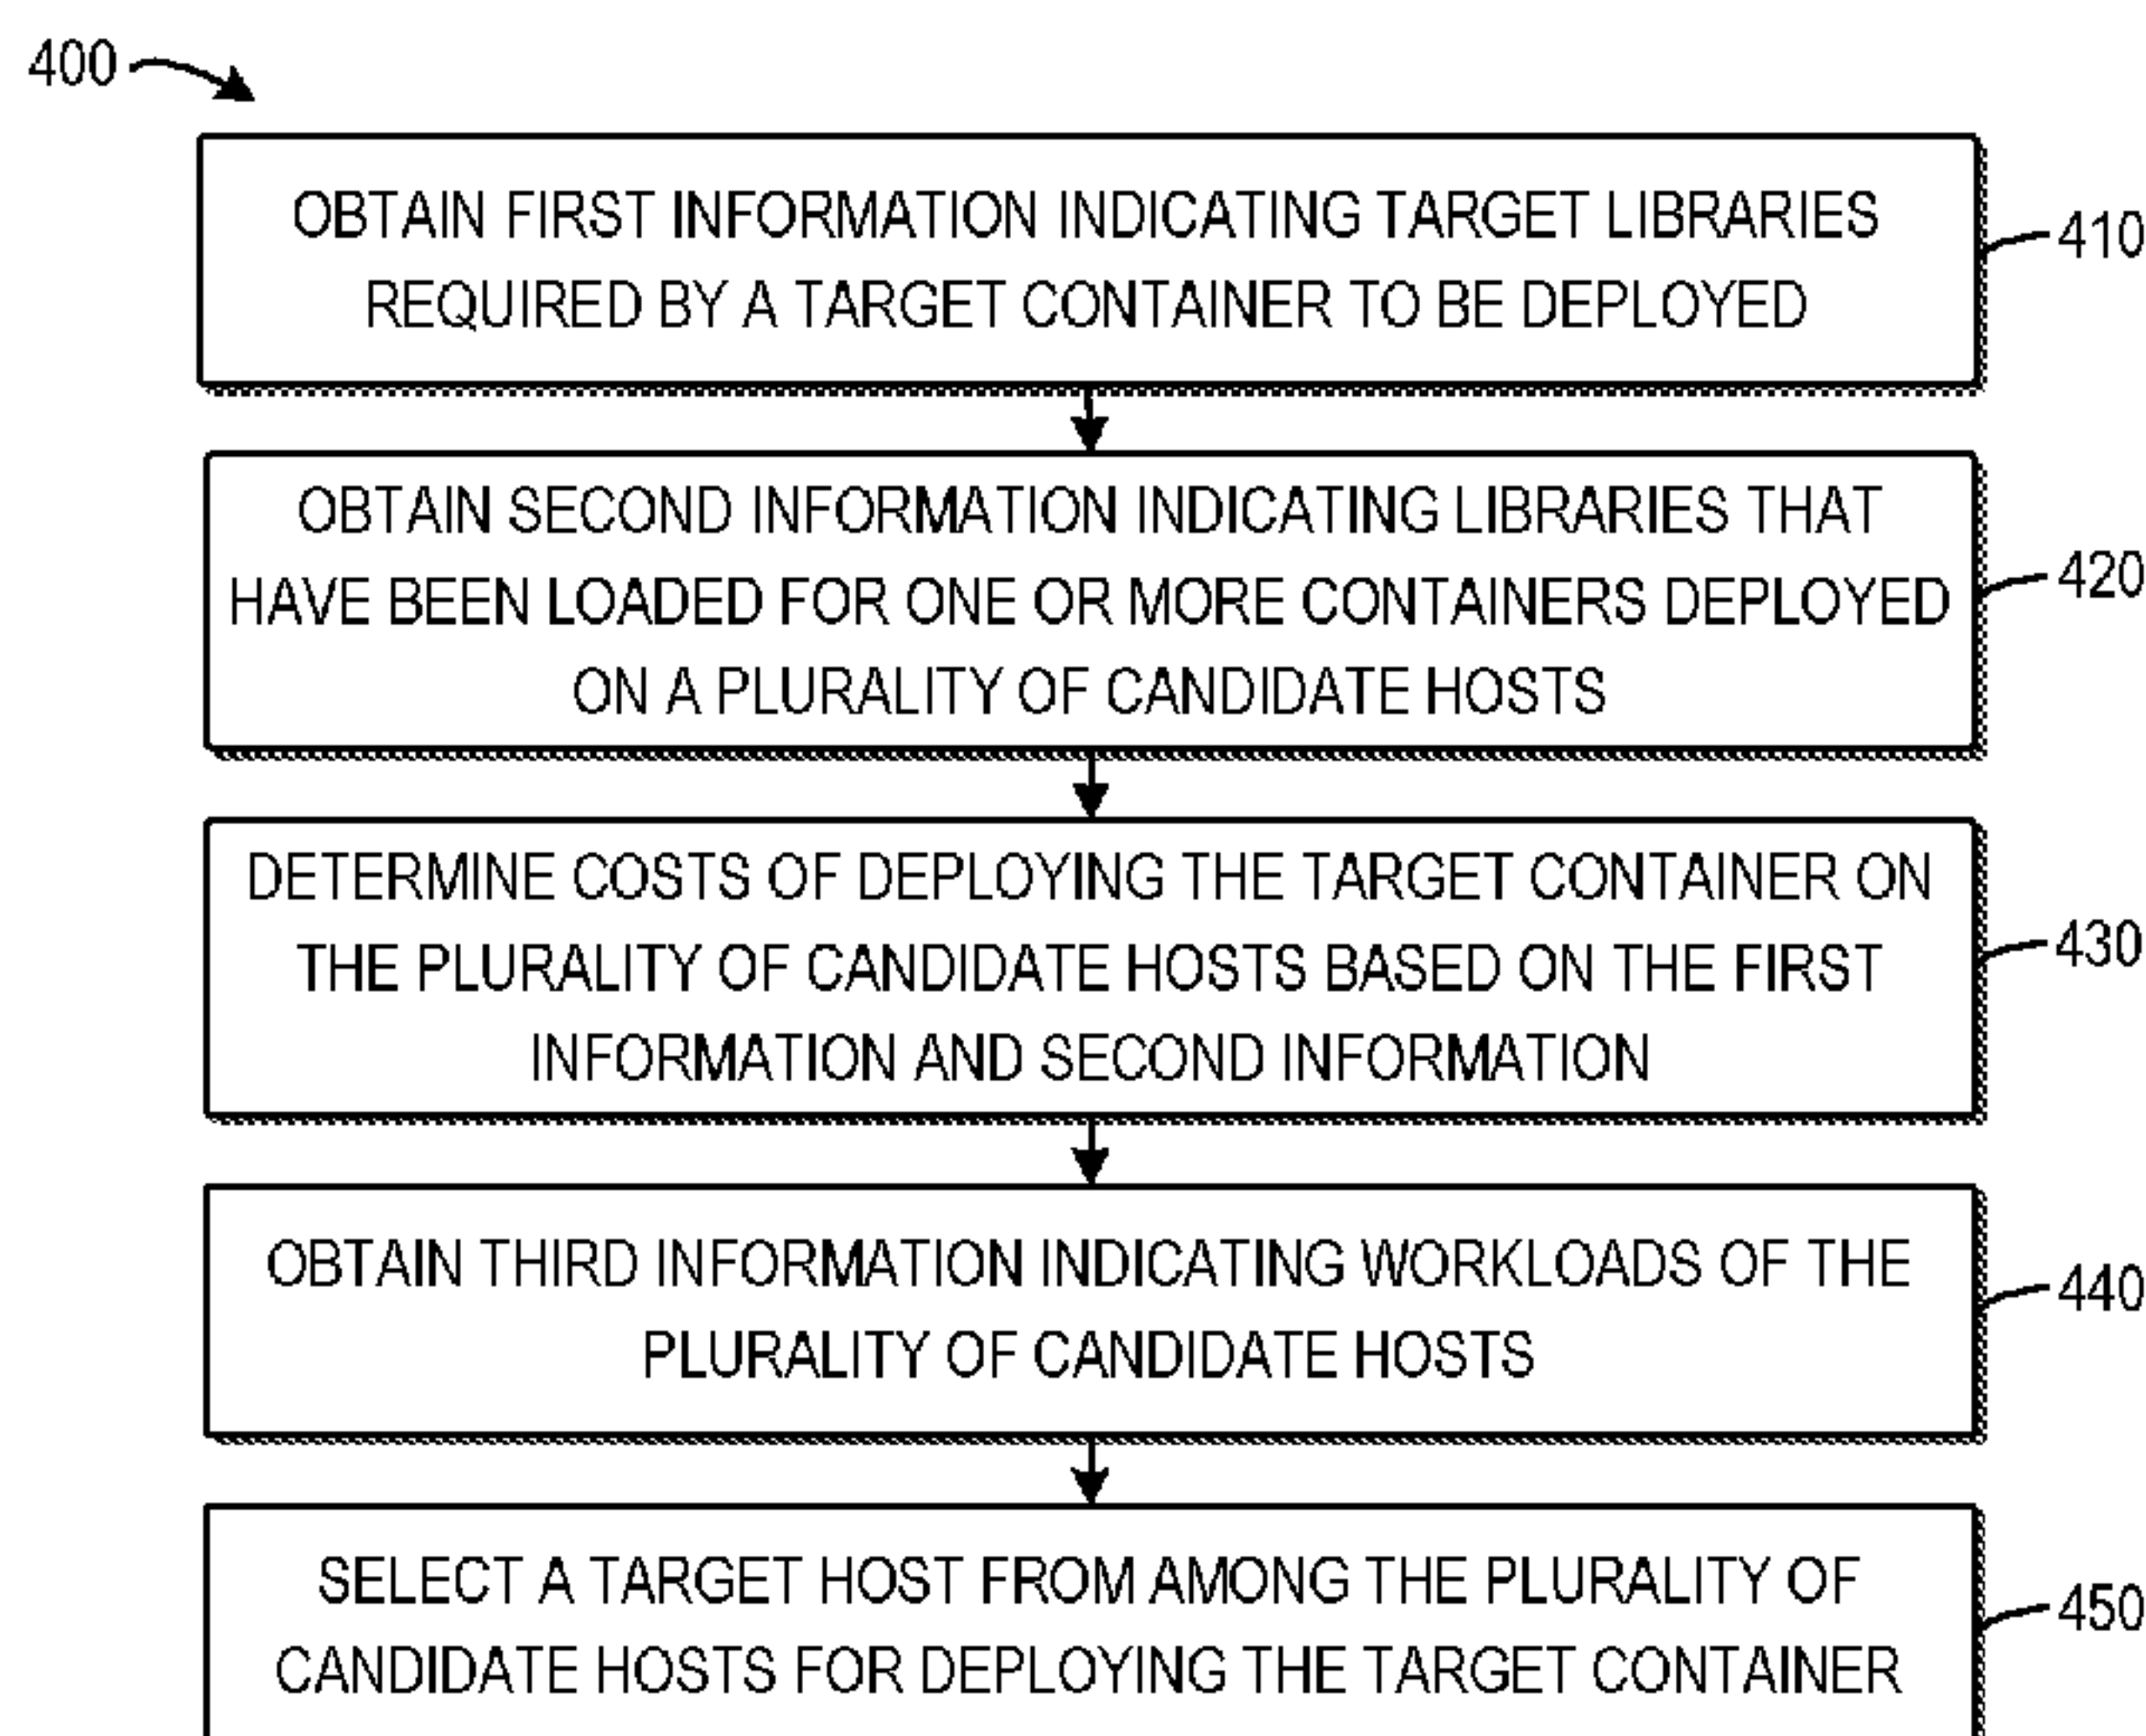 400
OBTAIN FIRST INFORMATION INDICATING TARGET LIBRARIES
REQUIRED BY A TARGET CONTAINER TO BE DEPLOYED
410
OBTAIN SECOND INFORMATION INDICATING LIBRARIES THAT
HAVE BEEN LOADED FOR ONE OR MORE CONTAINERS DEPLOYED
ON A PLURALITY OF CANDIDATE HOSTS
420
DETERMINE COSTS OF DEPLOYING THE TARGET CONTAINER ON
THE PLURALITY OF CANDIDATE HOSTS BASED ON THE FIRST
INFORMATION AND SECOND INFORMATION
430
OBTAIN THIRD INFORMATION INDICATING WORKLOADS OF THE
PLURALITY OF CANDIDATE HOSTS
440
SELECT A TARGET HOST FROM AMONG THE PLURALITY OF
CANDIDATE HOSTS FOR DEPLOYING THE TARGET CONTAINER
450